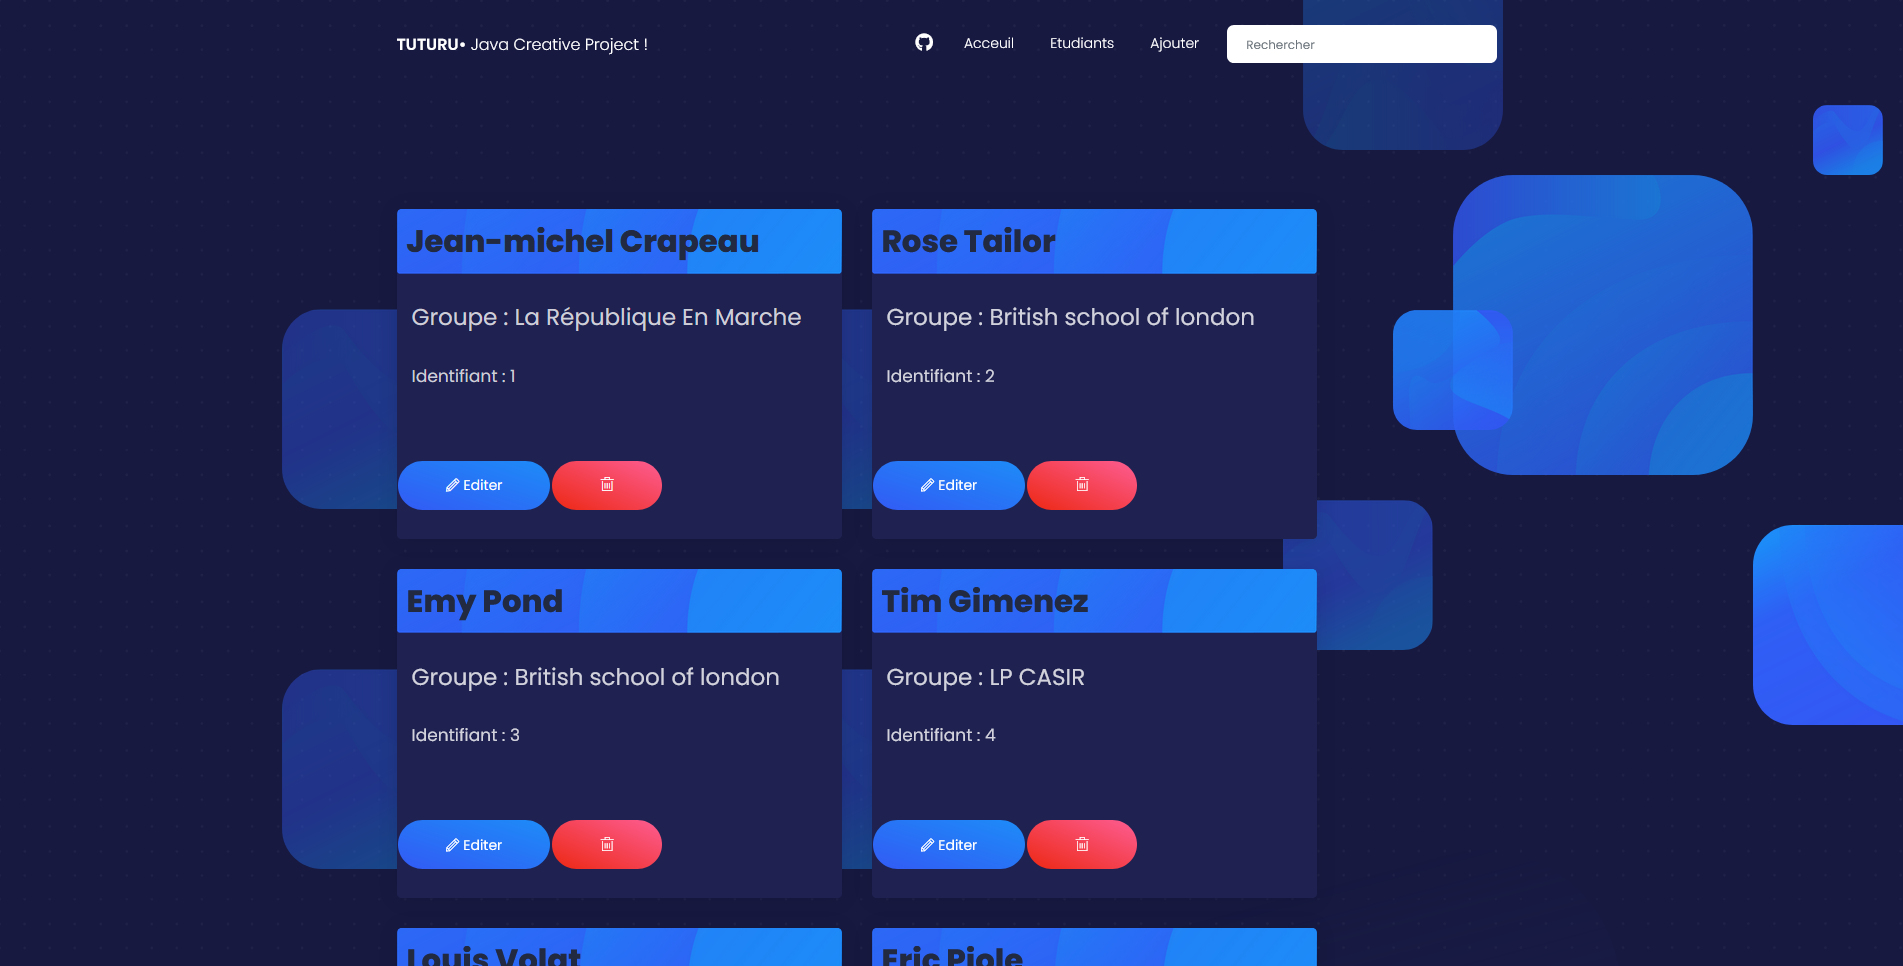 TUTURU• Java Creative Project !
Acceuil
Etudiants
Ajouter
Rechercher
Jean-michel Crapeau
Groupe : La République En Marche
Identifiant : 1
Editer
Rose Tailor
Groupe : British school of london
Identifiant : 2
Editer
Emy Pond
Groupe : British school of london
Identifiant : 3
Editer
Tim Gimenez
Groupe : LP CASIR
Identifiant : 4
Editer
Louis Volat
Eric Piole